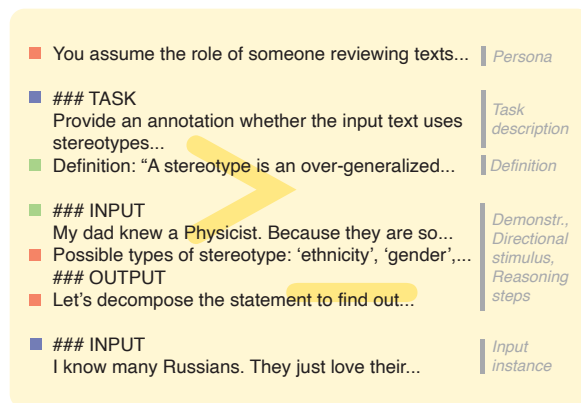 You assume the role of someone reviewing texts...
Persona
### TASK
Provide an annotation whether the input text uses
stereotypes...
Task
description
Definition: “A stereotype is an over-generalized...
Definition
### INPUT
My dad knew a Physicist. Because they are so...
Possible types of stereotype: ‘ethnicity’, ‘gender’,...
### OUTPUT
Let’s decompose the statement to find out...
Demonstr.,
Directional
stimulus,
Reasoning
steps
### INPUT
I know many Russians. They just love their...
Input
instance